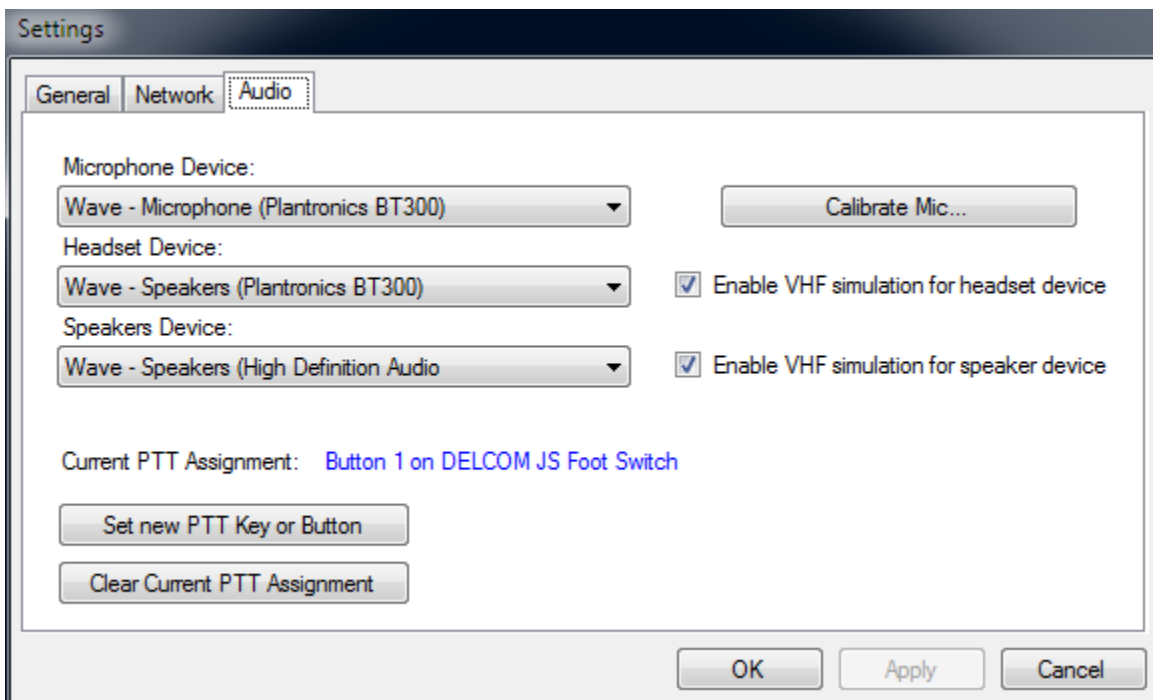 Settings
General Network Audio
Microphone Device:
Wave - Microphone (Plantronics BT300)
Calibrate Mic...
Headset Device:
Wave - Speakers (Plantronics BT300)
Enable VHF simulation for headset device
Speakers Device:
Wave - Speakers (High Definition Audio
Enable VHF simulation for speaker device
Current PTT Assignment: Button 1 on DELCOM JS Foot Switch
Set new PTT Key or Button
Clear Current PTT Assignment
OK Apply Cancel